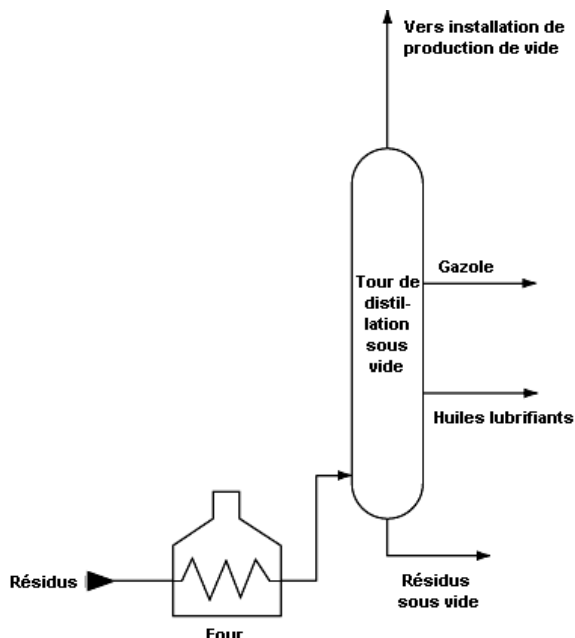 Vers installation de
production de vide
Gazole
Tour de
distil-
lation
sous
vide
Huiles lubrifiants
Résidus
Résidus
sous vide
Four